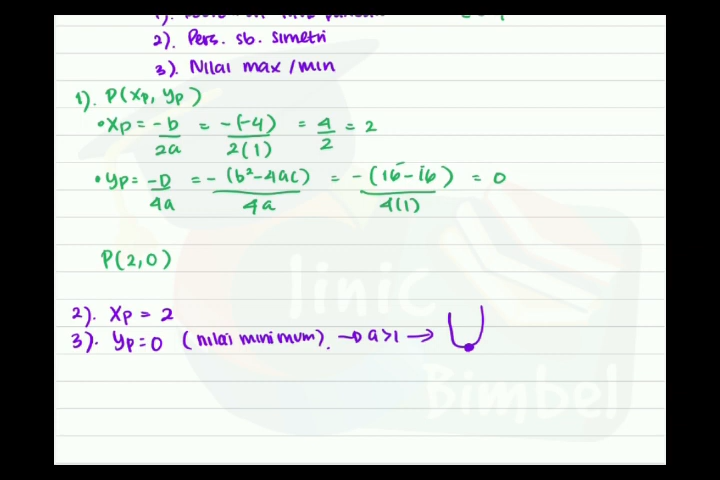 2). Pers. sb. simetri
3). Nilai max/min
1). P(xp, yp)
• xp = -b/2a = -(-4)/2(1) = 4/2 = 2
• yp = -D/4a = -(b²-4ac)/4a = -(16-16)/4(1) = 0
P(2,0)
2). xp = 2
3). yp = 0 (nilai minimum). → a>1 →
Jinic
Bimbel